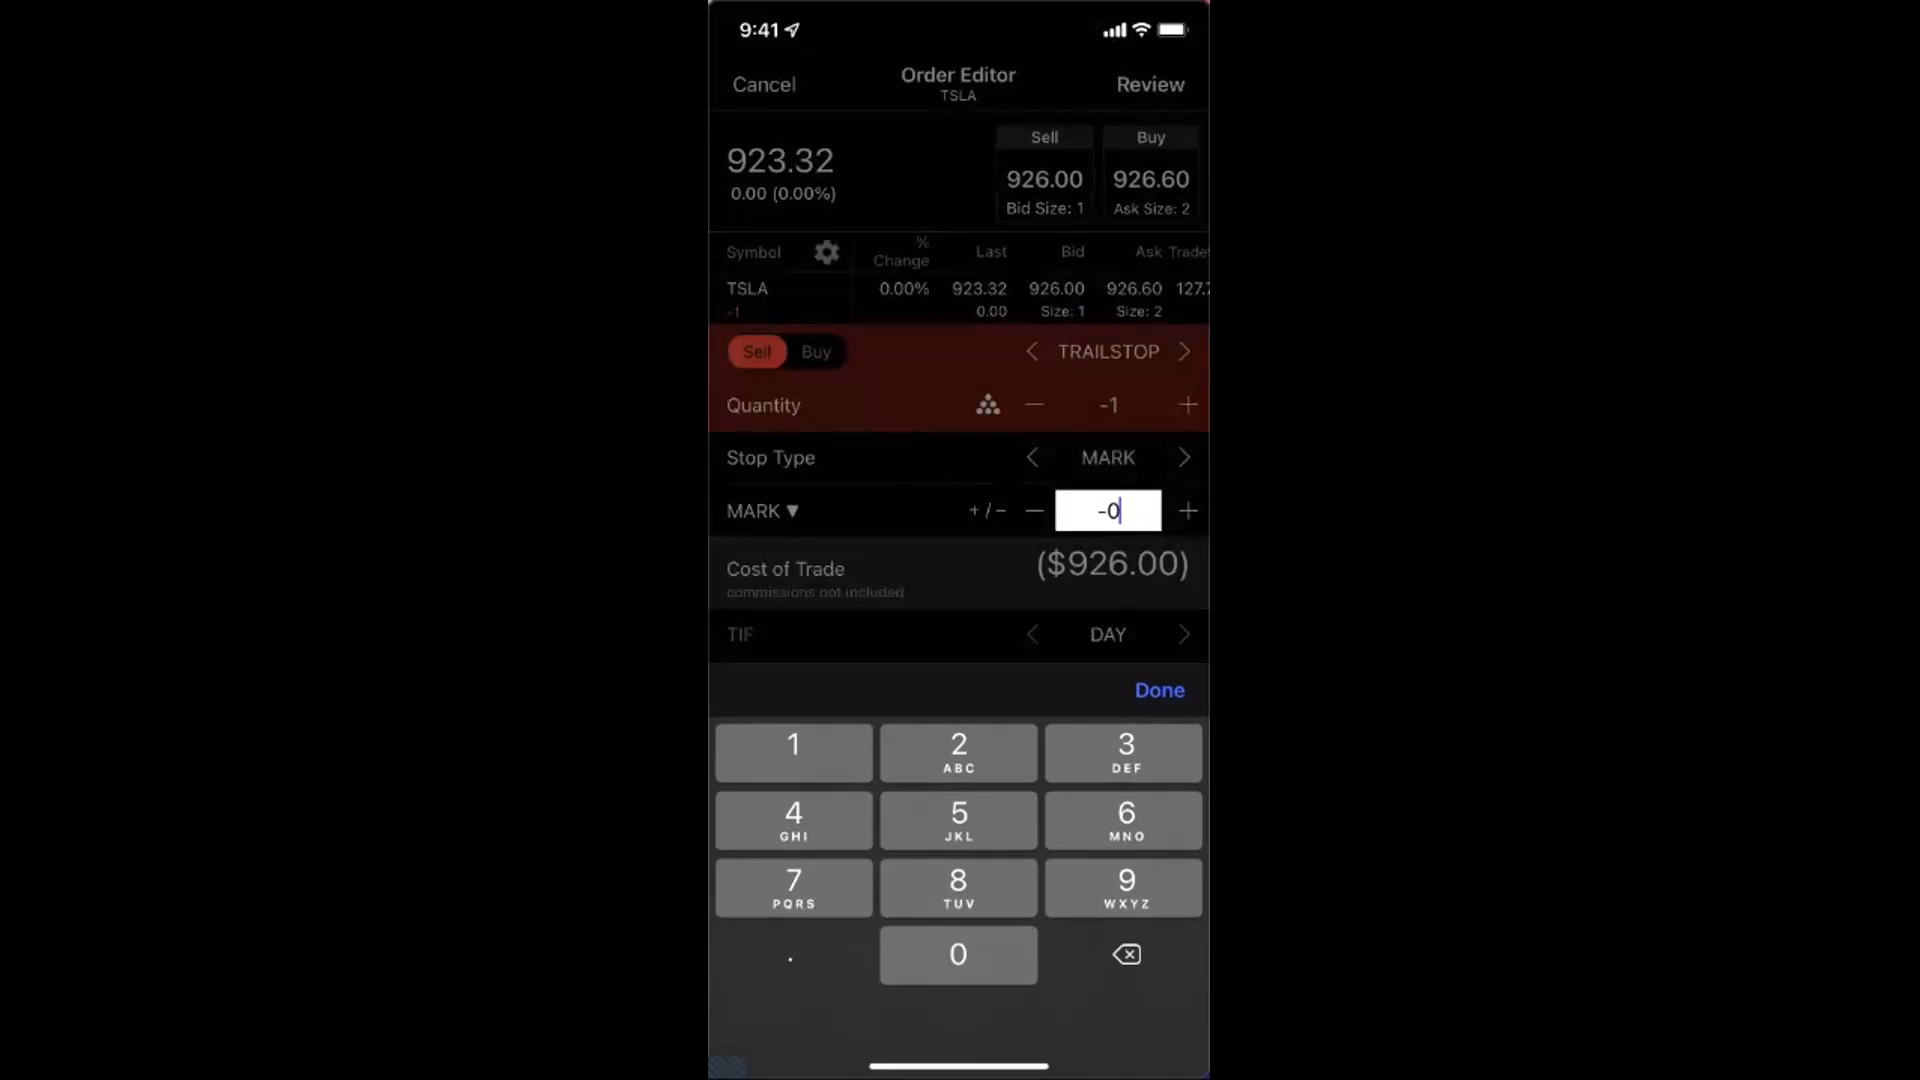 9:41
Cancel
Order Editor
Review
TSLA
923.32
0.00 (0.00%)
Sell
926.00
Bid Size: 1
Buy
926.60
Ask Size: 2
Symbol % Change Last Bid Ask Trade
TSLA 0.00% 923.32 926.00 926.60 127.
-1 0.00 Size: 1 Size: 2
Sell Buy TRAILSTOP
Quantity -1
Stop Type MARK
MARK ▼ + / - -0
Cost of Trade ($926.00)
commissions not included
TIF DAY
Done
1 2 3
ABC DEF
4 5 6
GHI JKL MNO
7 8 9
PQRS TUV WXYZ
. 0